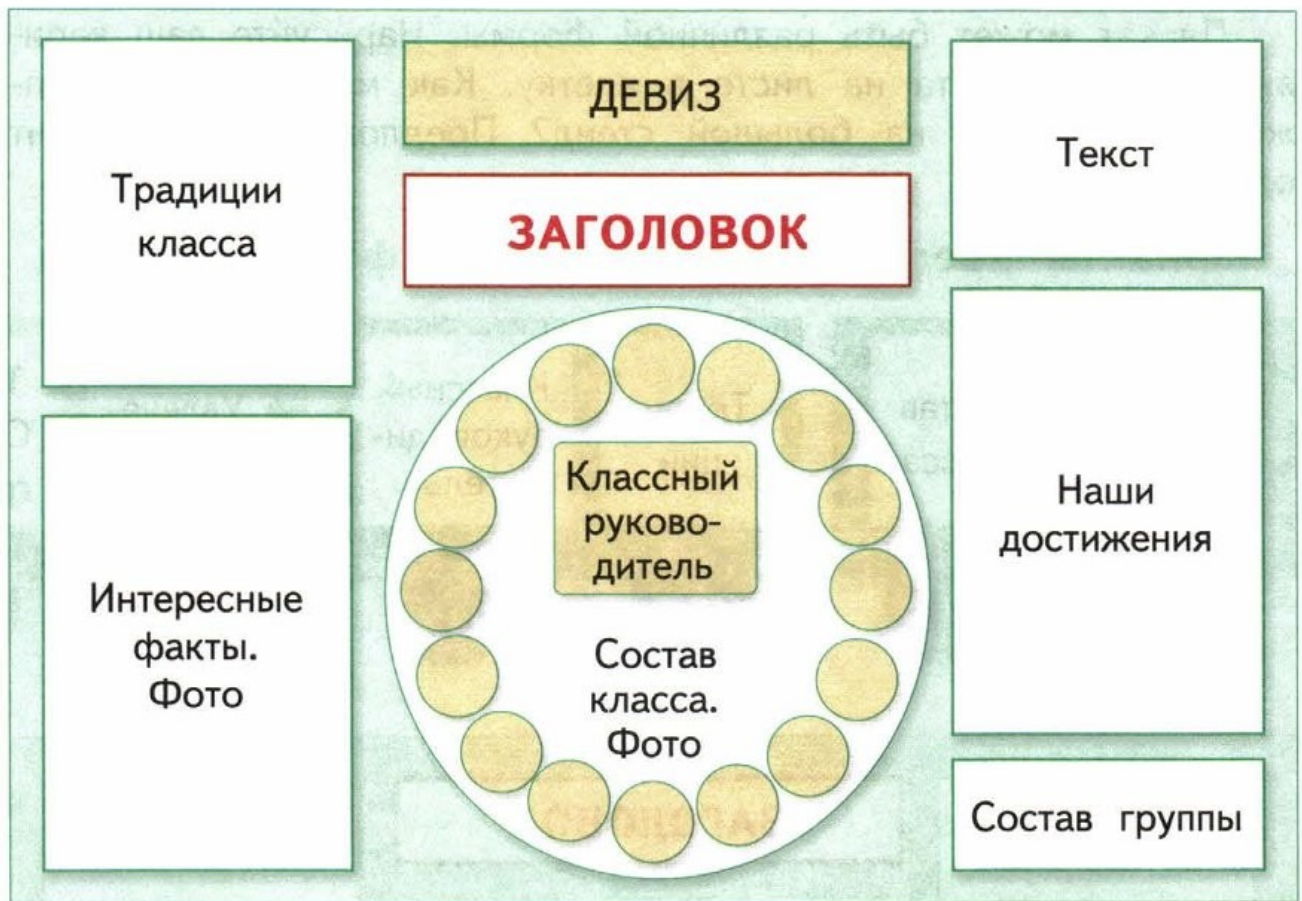 Традиции
класса
ДЕВИЗ
ЗАГОЛОВОК
Текст
Интересные
факты.
Фото
Классный
руково-
дитель
Состав
класса.
Фото
Наши
достижения
Состав группы